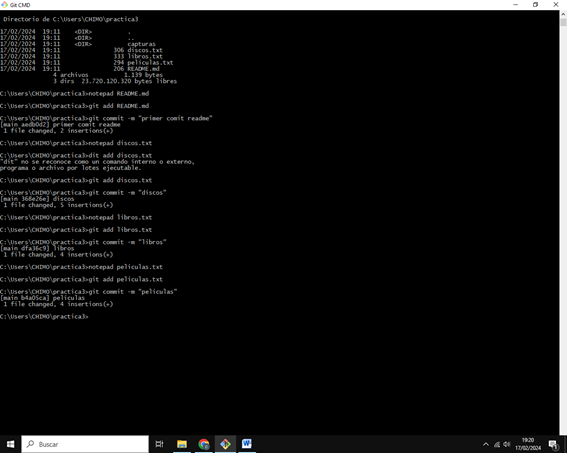 Git CMD
Directorio de C:\Users\CHIMO\practica3
17/02/2024  19:11    <DIR>          .
17/02/2024  19:11    <DIR>          ..
17/02/2024  19:11    <DIR>          capturas
17/02/2024  19:11               306 discos.txt
17/02/2024  19:11               333 libros.txt
17/02/2024  19:11               294 peliculas.txt
17/02/2024  19:11               206 README.md
4 archivos          1.139 bytes
3 dirs  23.720.120.320 bytes libres
C:\Users\CHIMO\practica3>notepad README.md
C:\Users\CHIMO\practica3>git add README.md
C:\Users\CHIMO\practica3>git commit -m "primer comit readme"
[main aedb0d2] primer comit readme
1 file changed, 2 insertions(+)
C:\Users\CHIMO\practica3>notepad discos.txt
C:\Users\CHIMO\practica3>dit add discos.txt
"dit" no se reconoce como un comando interno o externo,
programa o archivo por lotes ejecutable.
C:\Users\CHIMO\practica3>git add discos.txt
C:\Users\CHIMO\practica3>git commit -m "discos"
[main 368e26e] discos
1 file changed, 5 insertions(+)
C:\Users\CHIMO\practica3>notepad libros.txt
C:\Users\CHIMO\practica3>git add libros.txt
C:\Users\CHIMO\practica3>git commit -m "libros"
[main dfa36c9] libros
1 file changed, 4 insertions(+)
C:\Users\CHIMO\practica3>notepad peliculas.txt
C:\Users\CHIMO\practica3>git add peliculas.txt
C:\Users\CHIMO\practica3>git commit -m "peliculas"
[main b4a05ca] peliculas
1 file changed, 4 insertions(+)
C:\Users\CHIMO\practica3>
Buscar
19:20
17/02/2024